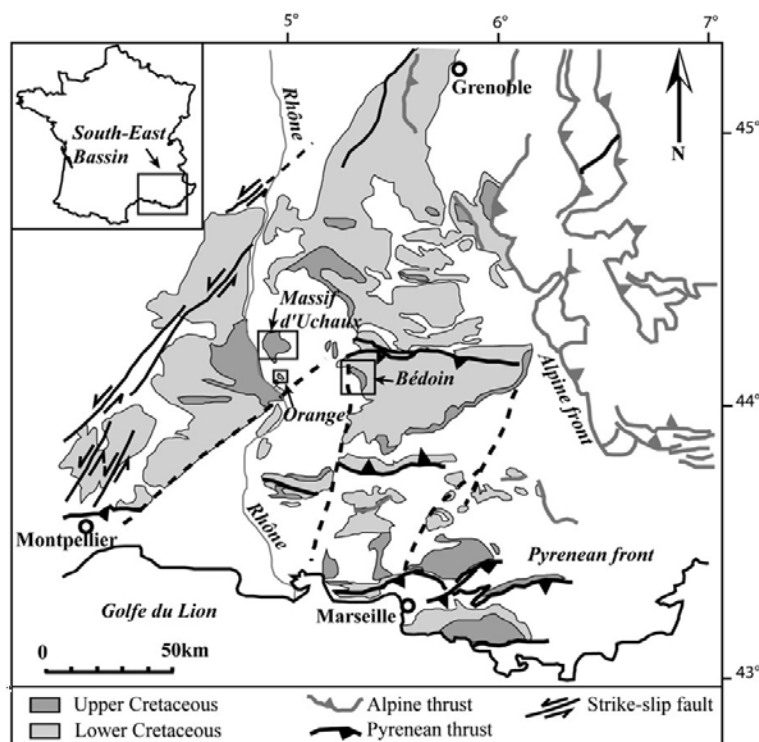 5°
6°
7°
Grenoble
Rhône
South-East
Bassin
45°
N
Massif
d'Uchaux
Bédoin
Orange
Alpine front
44°
Rhône
Montpellier
Pyrenean front
Marseille
Golfe du Lion
0
50km
43°
Upper Cretaceous
Alpine thrust
Strike-slip fault
Lower Cretaceous
Pyrenean thrust